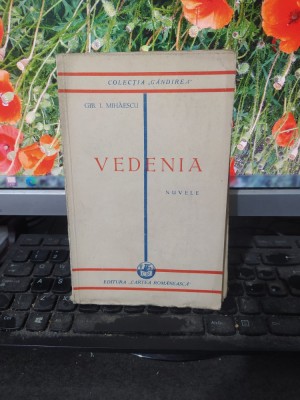 COLECȚIA „GÂNDIREA”
GIB. I. MIHĂESCU
VEDENIA
NUVELE
EDITURA „CARTEA ROMÂNEASCĂ”